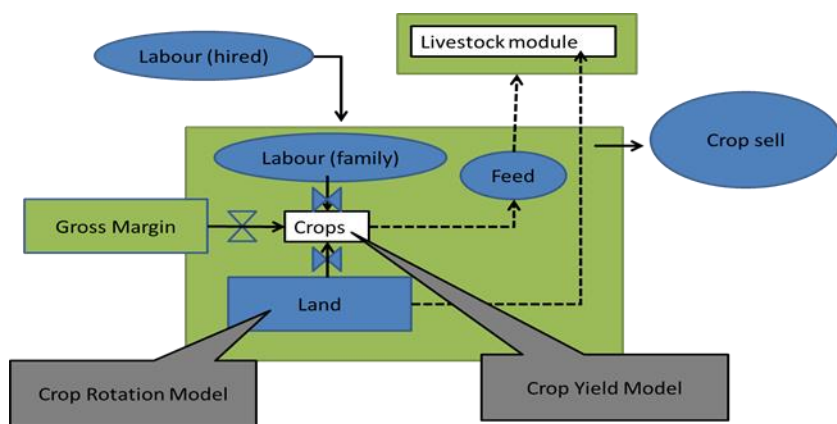 Livestock module
Labour (hired)
Crop sell
Labour (family)
Feed
Gross Margin
Crops
Land
Crop Rotation Model
Crop Yield Model